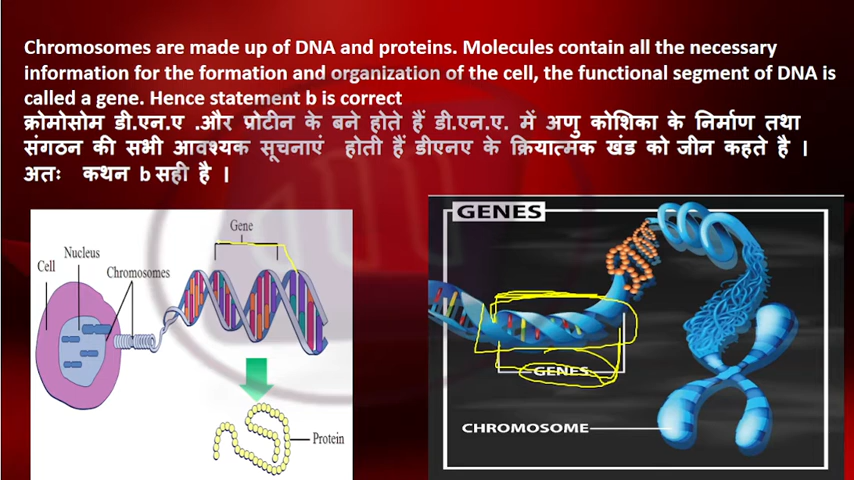 Chromosomes are made up of DNA and proteins. Molecules contain all the necessary
information for the formation and organization of the cell, the functional segment of DNA is
called a gene. Hence statement b is correct
क्रोमोसोम डी.एन.ए .और प्रोटीन के बने होते हैं डी.एन.ए. में अणु कोशिका के निर्माण तथा
संगठन की सभी आवश्यक सूचनाएं होती हैं डीएनए के क्रियात्मक खंड को जीन कहते है ।
अतः कथन b सही है ।
Gene
Nucleus
Cell
Chromosomes
Protein
GENES
GENES
CHROMOSOME